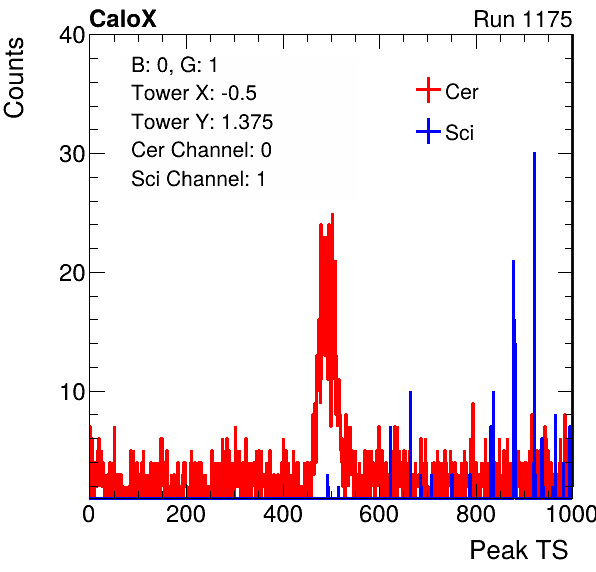 CaloX Run 1175
Counts
40
30
20
10
B: 0, G: 1
Tower X: -0.5
Tower Y: 1.375
Cer Channel: 0
Sci Channel: 1
Cer
Sci
0 200 400 600 800 1000
Peak TS